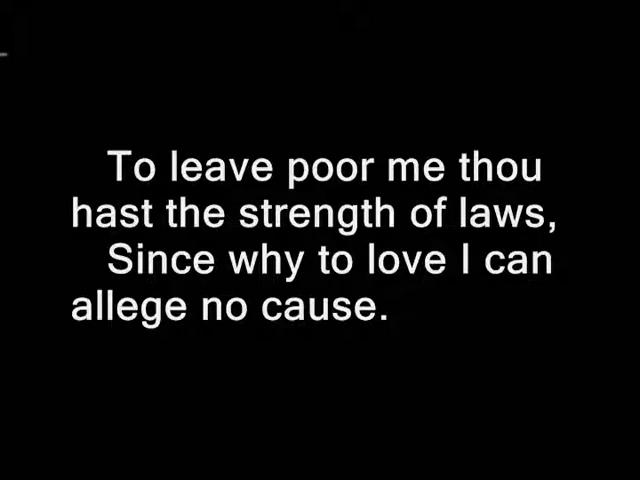 To leave poor me thou
hast the strength of laws,
Since why to love I can
allege no cause.